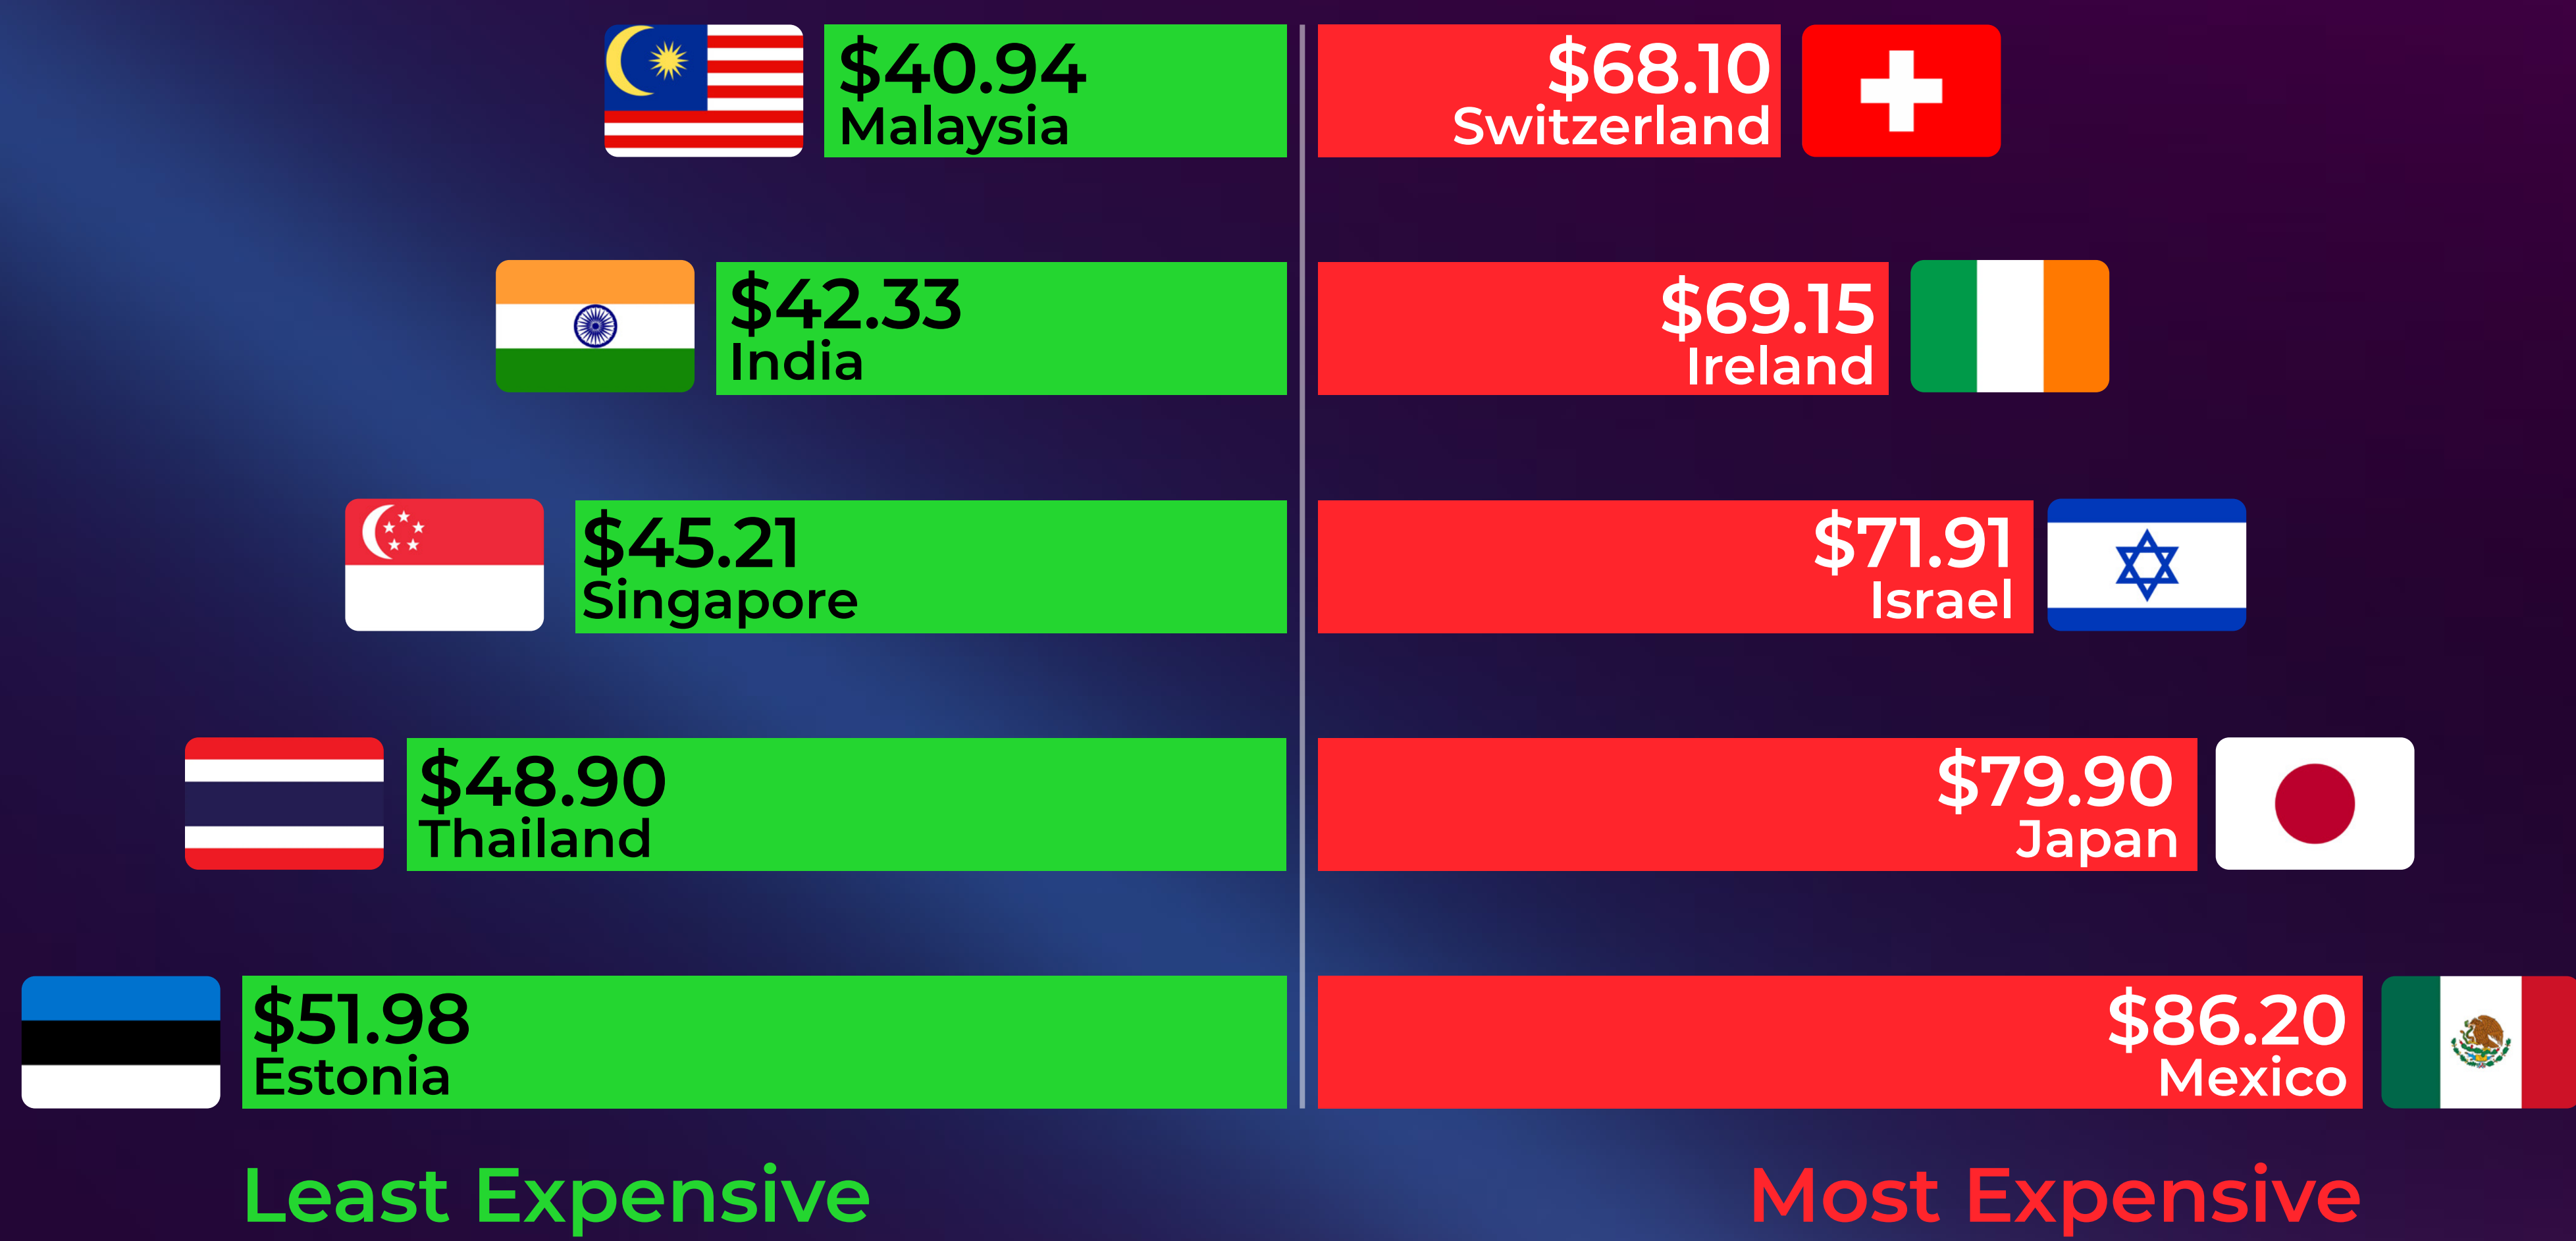 $40.94
Malaysia
$68.10
Switzerland
$42.33
India
$69.15
Ireland
$45.21
Singapore
$71.91
Israel
$48.90
Thailand
$79.90
Japan
$51.98
Estonia
$86.20
Mexico
Least Expensive
Most Expensive